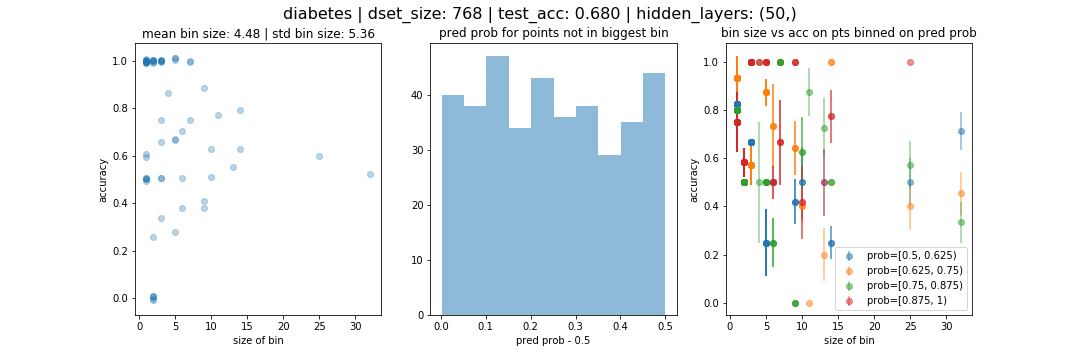 diabetes | dset_size: 768 | test_acc: 0.680 | hidden_layers: (50,)
mean bin size: 4.48 | std bin size: 5.36
1.0
0.8
0.6
0.4
0.2
0.0
accuracy
0 5 10 15 20 25 30
size of bin
pred prob for points not in biggest bin
40
30
20
10
0
0.0 0.1 0.2 0.3 0.4 0.5
pred prob - 0.5
bin size vs acc on pts binned on pred prob
1.0
0.8
0.6
0.4
0.2
0.0
accuracy
prob=[0.5, 0.625)
prob=[0.625, 0.75)
prob=[0.75, 0.875)
prob=[0.875, 1)
0 5 10 15 20 25 30
size of bin